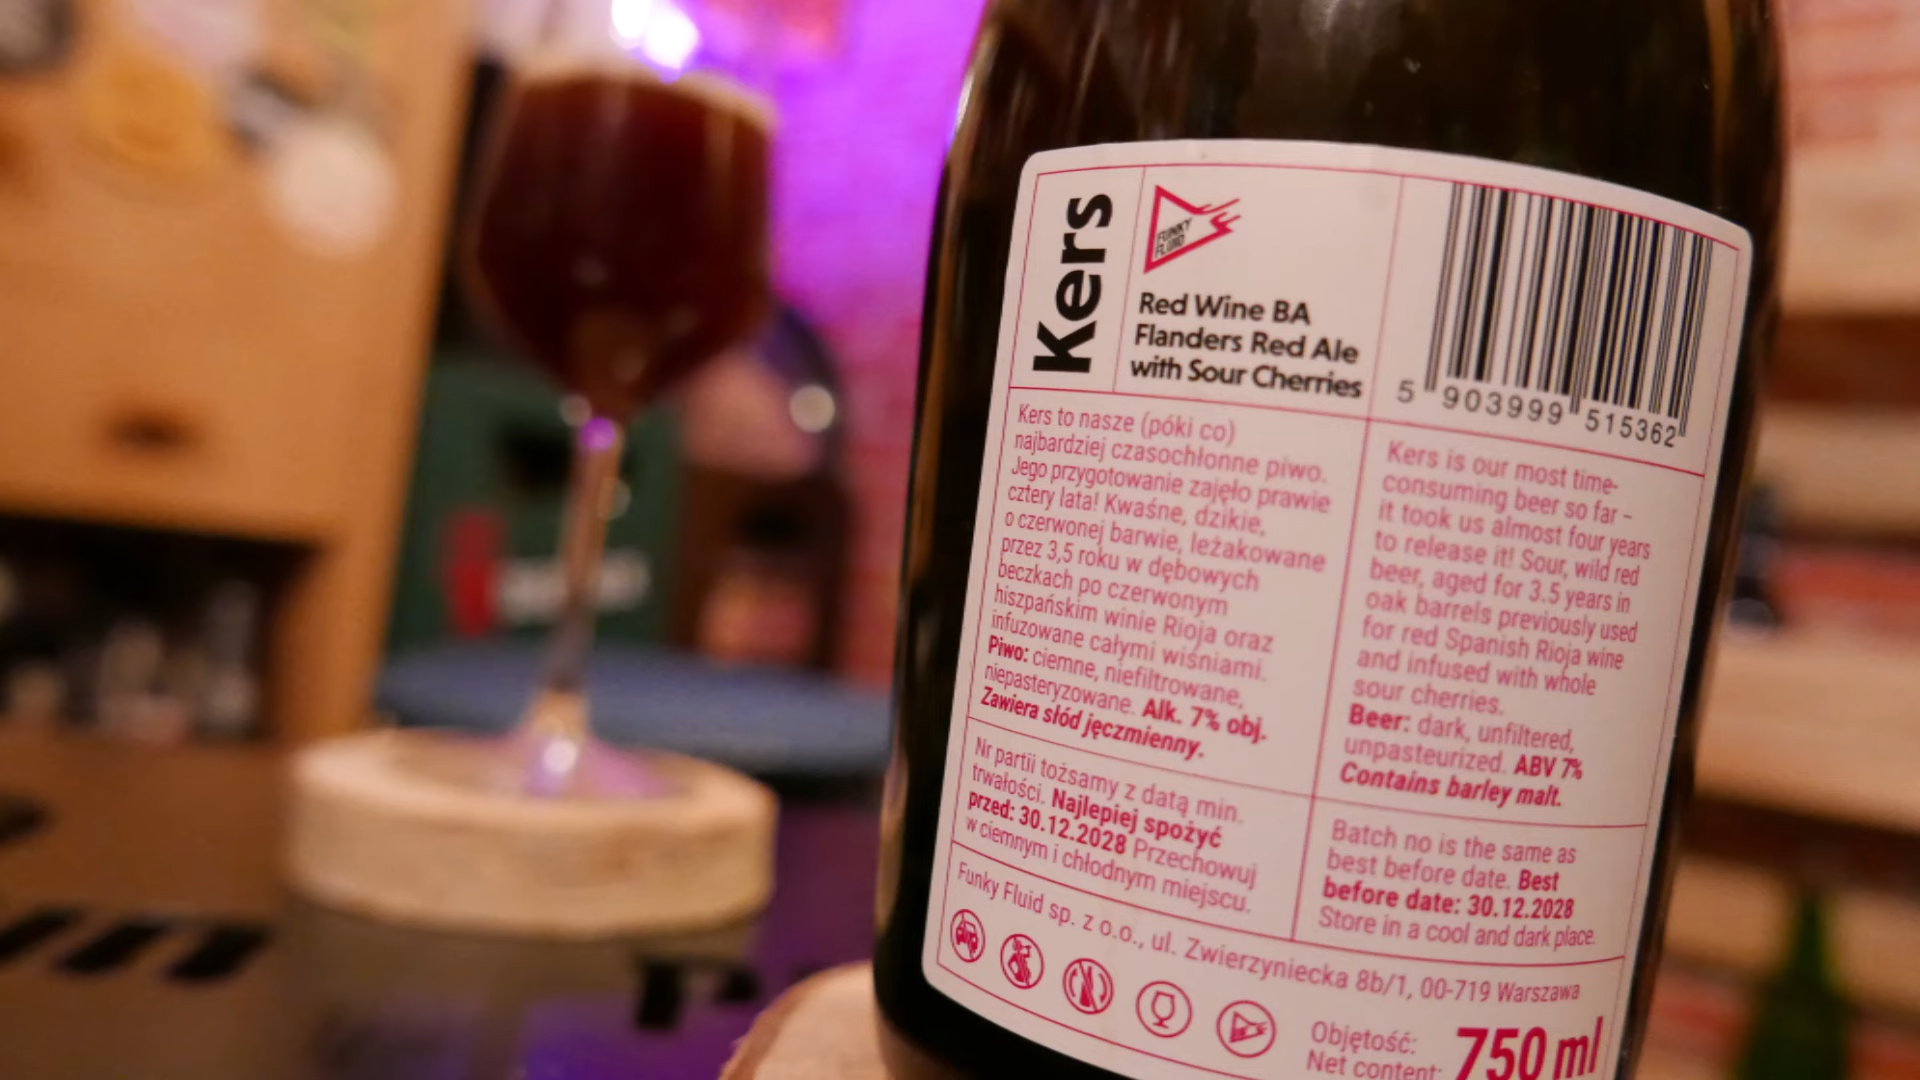 Kers
FUNKY
FLUID
Red Wine BA
Flanders Red Ale
with Sour Cherries
5 903999 515362
Kers to nasze (póki co)
najbardziej czasochłonne piwo.
Jego przygotowanie zajęło prawie
cztery lata! Kwaśne, dzikie,
o czerwonej barwie, leżakowane
przez 3,5 roku w dębowych
beczkach po czerwonym
hiszpańskim winie Rioja oraz
infuzowane całymi wiśniami.
Piwo: ciemne, niefiltrowane,
niepasteryzowane. Alk. 7% obj.
Zawiera słód jęczmienny.
Kers is our most time-
consuming beer so far –
it took us almost four years
to release it! Sour, wild red
beer, aged for 3.5 years in
oak barrels previously used
for red Spanish Rioja wine
and infused with whole
sour cherries.
Beer: dark, unfiltered,
unpasteurized. ABV 7%
Contains barley malt.
Nr partii tożsamy z datą min.
trwałości. Najlepiej spożyć
przed: 30.12.2028 Przechowuj
w ciemnym i chłodnym miejscu.
Batch no is the same as
best before date. Best
before date: 30.12.2028
Store in a cool and dark place.
Funky Fluid sp. z o.o., ul. Zwierzyniecka 8b/1, 00-719 Warszawa
Objętość:
Net content:
750 ml